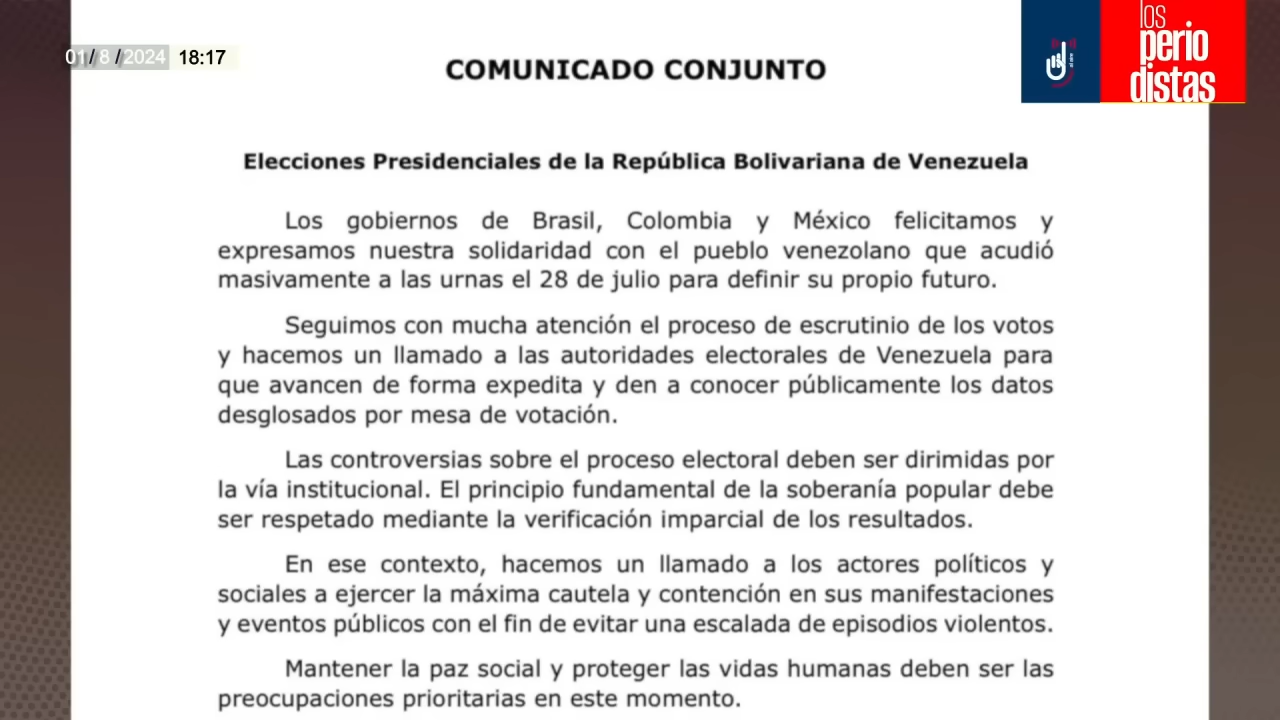 01/8/2024 18:17
los
perio
distas
COMUNICADO CONJUNTO
Elecciones Presidenciales de la República Bolivariana de Venezuela
Los gobiernos de Brasil, Colombia y México felicitamos y
expresamos nuestra solidaridad con el pueblo venezolano que acudió
masivamente a las urnas el 28 de julio para definir su propio futuro.
Seguimos con mucha atención el proceso de escrutinio de los votos
y hacemos un llamado a las autoridades electorales de Venezuela para
que avancen de forma expedita y den a conocer públicamente los datos
desglosados por mesa de votación.
Las controversias sobre el proceso electoral deben ser dirimidas por
la vía institucional. El principio fundamental de la soberanía popular debe
ser respetado mediante la verificación imparcial de los resultados.
En ese contexto, hacemos un llamado a los actores políticos y
sociales a ejercer la máxima cautela y contención en sus manifestaciones
y eventos públicos con el fin de evitar una escalada de episodios violentos.
Mantener la paz social y proteger las vidas humanas deben ser las
preocupaciones prioritarias en este momento.